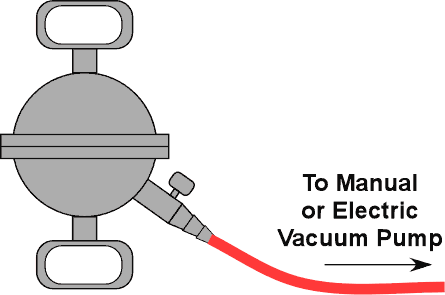 To Manual
or Electric
Vacuum Pump